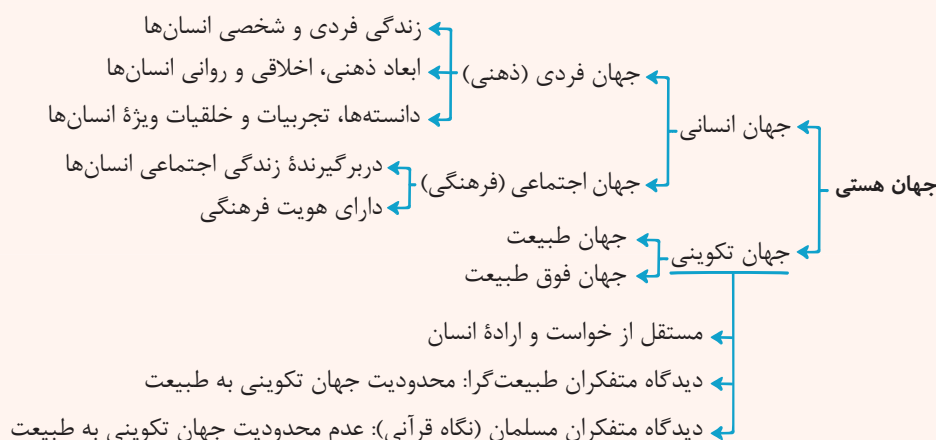 زندگی فردی و شخصی انسان‌ها
جهان فردی (ذهنی)
ابعاد ذهنی، اخلاقی و روانی انسان‌ها
دانسته‌ها، تجربیات و خلقیات ویژهٔ انسان‌ها
جهان انسانی
دربرگیرندهٔ زندگی اجتماعی انسان‌ها
جهان اجتماعی (فرهنگی)
دارای هویت فرهنگی
جهان هستی
جهان طبیعت
جهان تکوینی
جهان فوق طبیعت
مستقل از خواست و ارادهٔ انسان
دیدگاه متفکران طبیعت‌گرا: محدودیت جهان تکوینی به طبیعت
دیدگاه متفکران مسلمان (نگاه قرآنی): عدم محدودیت جهان تکوینی به طبیعت